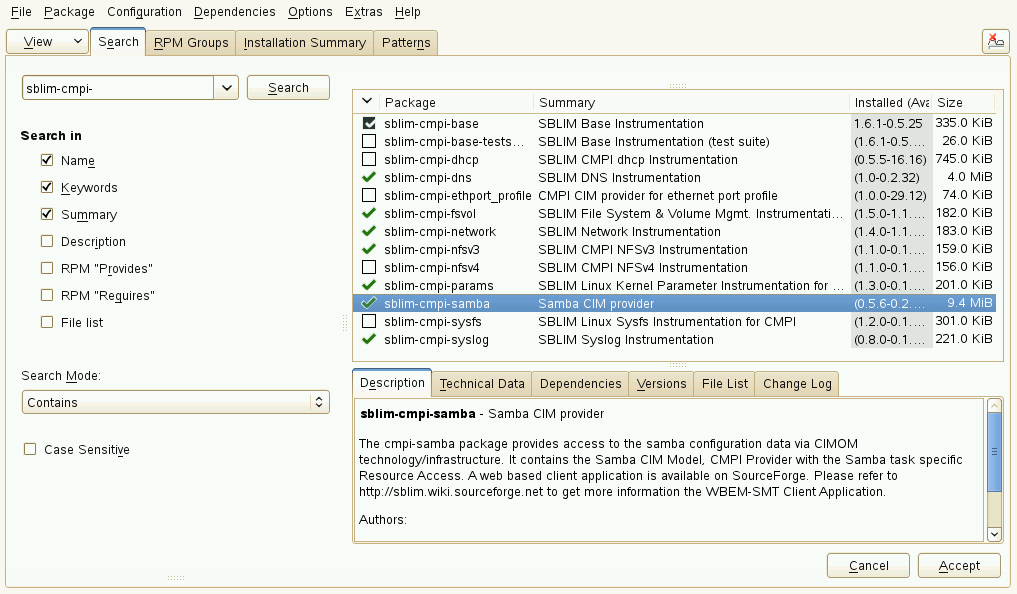 File Package Configuration Dependencies Options Extras Help
View Search RPM Groups Installation Summary Patterns
sblim-cmpi- Search
Search in
Name
Keywords
Summary
Description
RPM "Provides"
RPM "Requires"
File list
Search Mode:
Contains
Case Sensitive
Package Summary Installed (Ava Size
sblim-cmpi-base SBLIM Base Instrumentation 1.6.1-0.5.25 335.0 KiB
sblim-cmpi-base-tests... SBLIM Base Instrumentation (test suite) (1.6.1-0.5.... 26.0 KiB
sblim-cmpi-dhcp SBLIM CMPI dhcp Instrumentation (0.5.5-16.16) 745.0 KiB
sblim-cmpi-dns SBLIM DNS Instrumentation (1.0-0.2.32) 4.0 MiB
sblim-cmpi-ethport_profile CMPI CIM provider for ethernet port profile (1.0.0-29.12) 74.0 KiB
sblim-cmpi-fsvol SBLIM File System & Volume Mgmt. Instrumentati... (1.5.0-1.1.... 182.0 KiB
sblim-cmpi-network SBLIM Network Instrumentation (1.4.0-1.1.... 183.0 KiB
sblim-cmpi-nfsv3 SBLIM CMPI NFSv3 Instrumentation (1.1.0-0.1.... 159.0 KiB
sblim-cmpi-nfsv4 SBLIM CMPI NFSv4 Instrumentation (1.1.0-0.1.... 156.0 KiB
sblim-cmpi-params SBLIM Linux Kernel Parameter Instrumentation for ... (1.3.0-0.1.... 201.0 KiB
sblim-cmpi-samba Samba CIM provider (0.5.6-0.2.... 9.4 MiB
sblim-cmpi-sysfs SBLIM Linux Sysfs Instrumentation for CMPI (1.2.0-0.1.... 301.0 KiB
sblim-cmpi-syslog SBLIM Syslog Instrumentation (0.8.0-0.1.... 221.0 KiB
Description Technical Data Dependencies Versions File List Change Log
sblim-cmpi-samba - Samba CIM provider
The cmpi-samba package provides access to the samba configuration data via CIMOM
technology/infrastructure. It contains the Samba CIM Model, CMPI Provider with the Samba task specific
Resource Access. A web based client application is available on SourceForge. Please refer to
http://sblim.wiki.sourceforge.net to get more information the WBEM-SMT Client Application.
Authors:
Cancel Accept